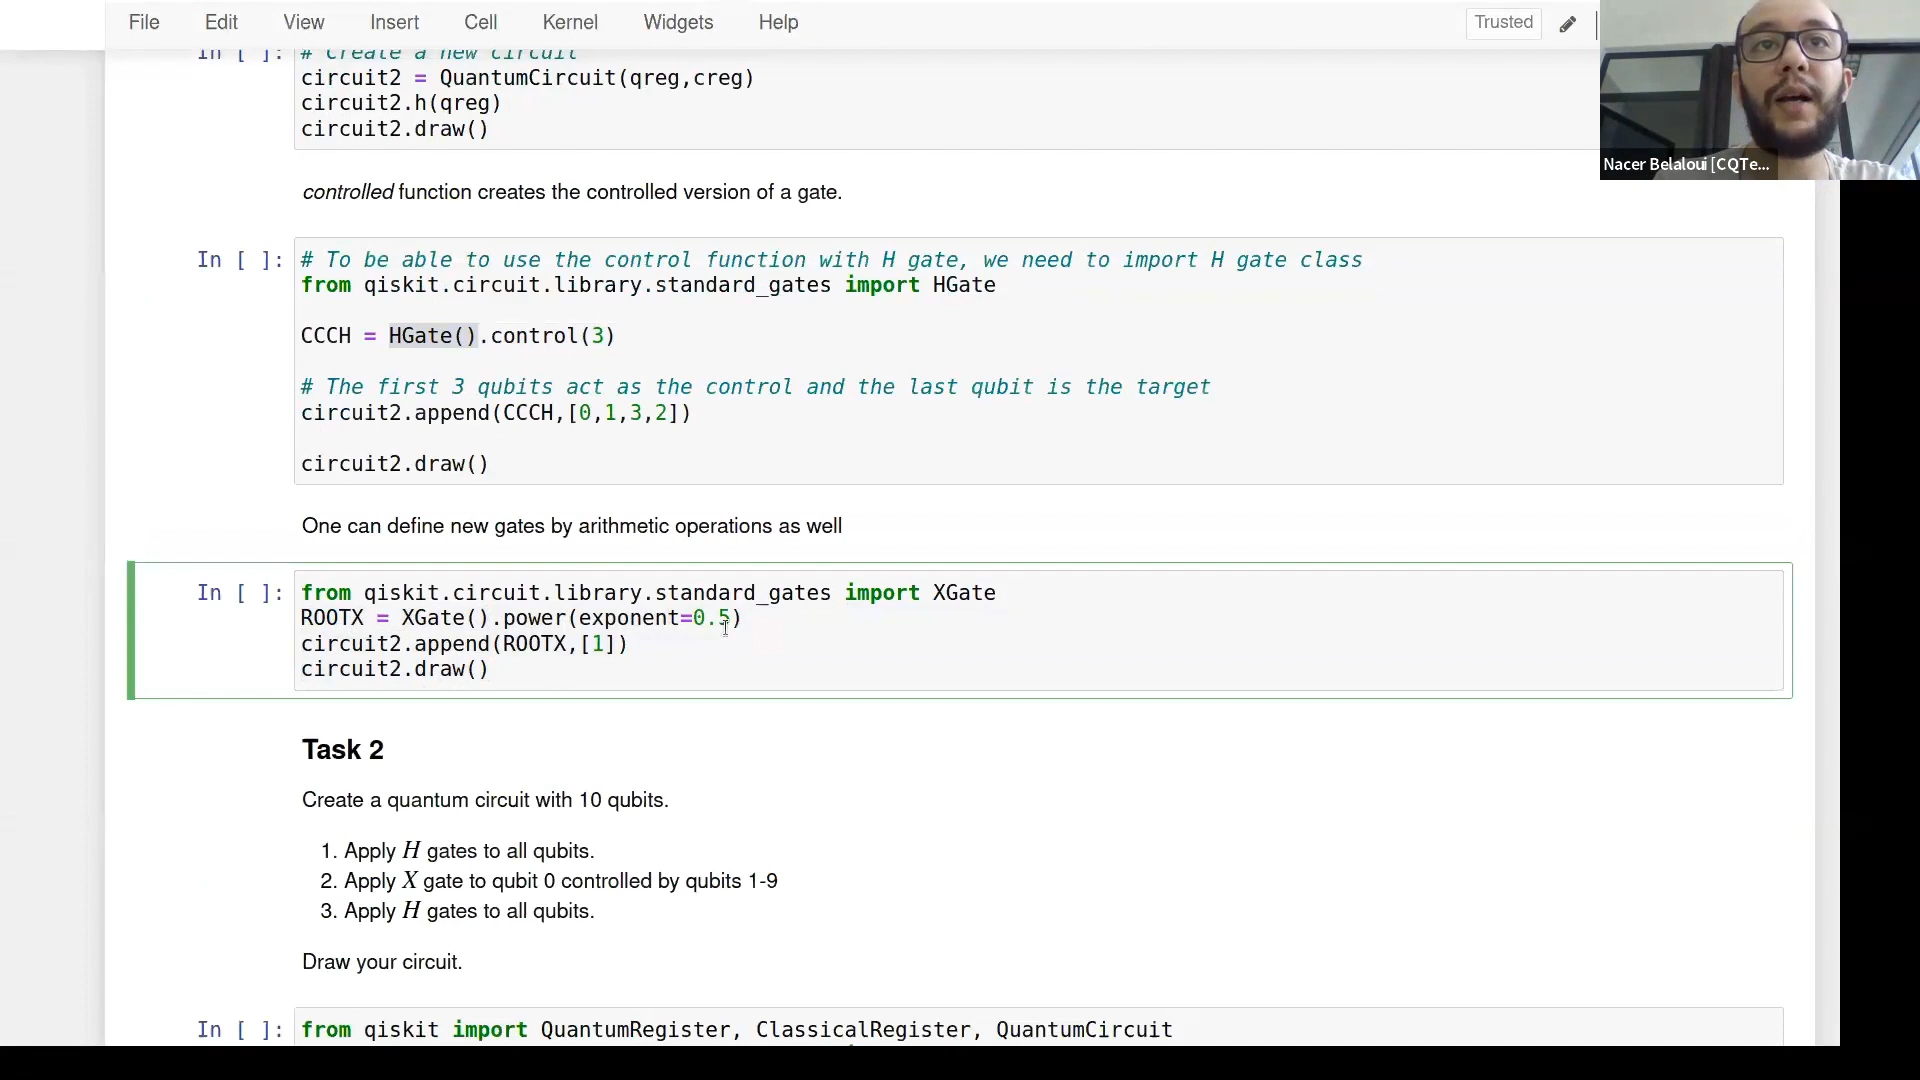 File Edit View Insert Cell Kernel Widgets Help Trusted
In [ ]: # Create a new circuit
circuit2 = QuantumCircuit(qreg,creg)
circuit2.h(qreg)
circuit2.draw()
Nacer Belaloui [CQTe...
controlled function creates the controlled version of a gate.
In [ ]: # To be able to use the control function with H gate, we need to import H gate class
from qiskit.circuit.library.standard_gates import HGate
CCCH = HGate().control(3)
# The first 3 qubits act as the control and the last qubit is the target
circuit2.append(CCCH,[0,1,3,2])
circuit2.draw()
One can define new gates by arithmetic operations as well
In [ ]: from qiskit.circuit.library.standard_gates import XGate
ROOTX = XGate().power(exponent=0.5)
circuit2.append(ROOTX,[1])
circuit2.draw()
Task 2
Create a quantum circuit with 10 qubits.
1. Apply H gates to all qubits.
2. Apply X gate to qubit 0 controlled by qubits 1-9
3. Apply H gates to all qubits.
Draw your circuit.
In [ ]: from qiskit import QuantumRegister, ClassicalRegister, QuantumCircuit